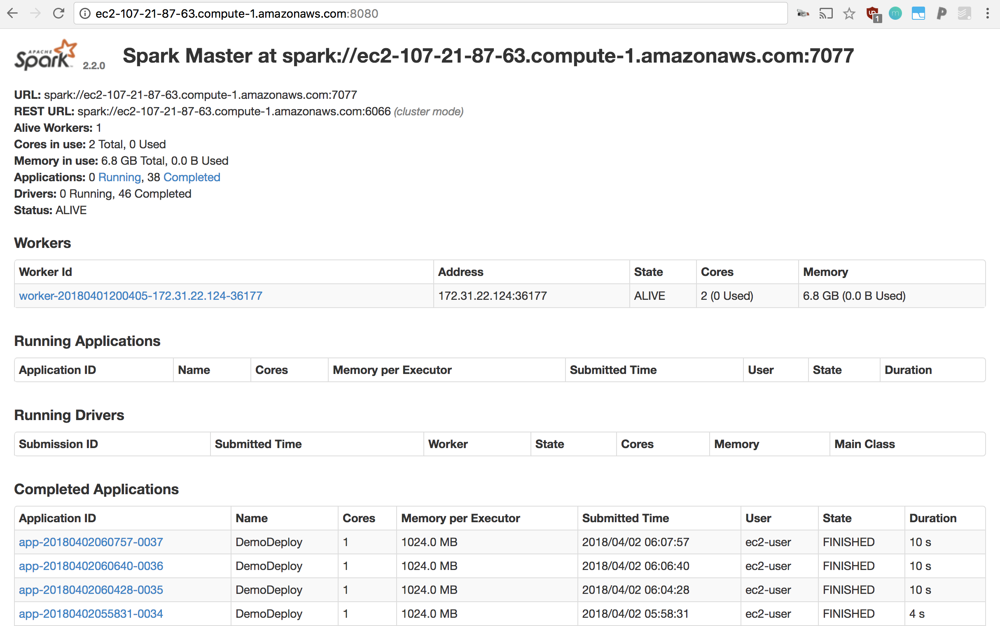 ec2-107-21-87-63.compute-1.amazonaws.com:8080
1
m
APACHE
Spark™ 2.2.0 Spark Master at spark://ec2-107-21-87-63.compute-1.amazonaws.com:7077
URL: spark://ec2-107-21-87-63.compute-1.amazonaws.com:7077
REST URL: spark://ec2-107-21-87-63.compute-1.amazonaws.com:6066 (cluster mode)
Alive Workers: 1
Cores in use: 2 Total, 0 Used
Memory in use: 6.8 GB Total, 0.0 B Used
Applications: 0 Running, 38 Completed
Drivers: 0 Running, 46 Completed
Status: ALIVE
Workers
Worker Id Address State Cores Memory
worker-20180401200405-172.31.22.124-36177 172.31.22.124:36177 ALIVE 2 (0 Used) 6.8 GB (0.0 B Used)
Running Applications
Application ID Name Cores Memory per Executor Submitted Time User State Duration
Running Drivers
Submission ID Submitted Time Worker State Cores Memory Main Class
Completed Applications
Application ID Name Cores Memory per Executor Submitted Time User State Duration
app-20180402060757-0037 DemoDeploy 1 1024.0 MB 2018/04/02 06:07:57 ec2-user FINISHED 10 s
app-20180402060640-0036 DemoDeploy 1 1024.0 MB 2018/04/02 06:06:40 ec2-user FINISHED 10 s
app-20180402060428-0035 DemoDeploy 1 1024.0 MB 2018/04/02 06:04:28 ec2-user FINISHED 10 s
app-20180402055831-0034 DemoDeploy 1 1024.0 MB 2018/04/02 05:58:31 ec2-user FINISHED 4 s